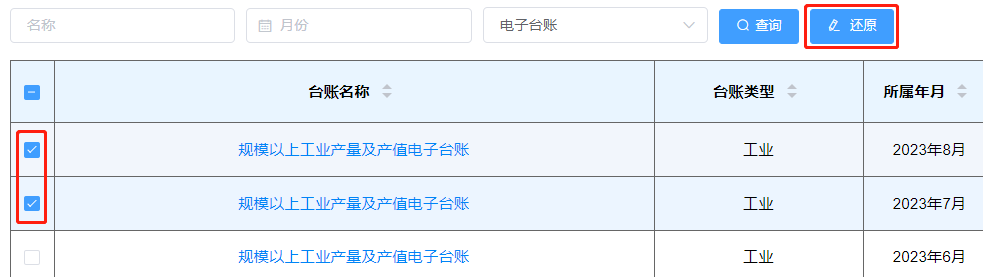 名称 月份 电子台账 查询 还原
台账名称 台账类型 所属年月
规模以上工业产量及产值电子台账 工业 2023年8月
规模以上工业产量及产值电子台账 工业 2023年7月
规模以上工业产量及产值电子台账 工业 2023年6月